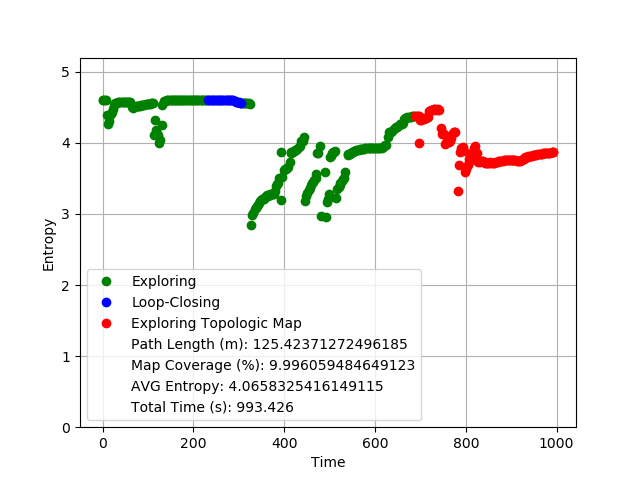 5
4
3
2
1
0
Entropy
Exploring
Loop-Closing
Exploring Topologic Map
Path Length (m): 125.42371272496185
Map Coverage (%): 9.996059484649123
AVG Entropy: 4.0658325416149115
Total Time (s): 993.426
0 200 400 600 800 1000
Time